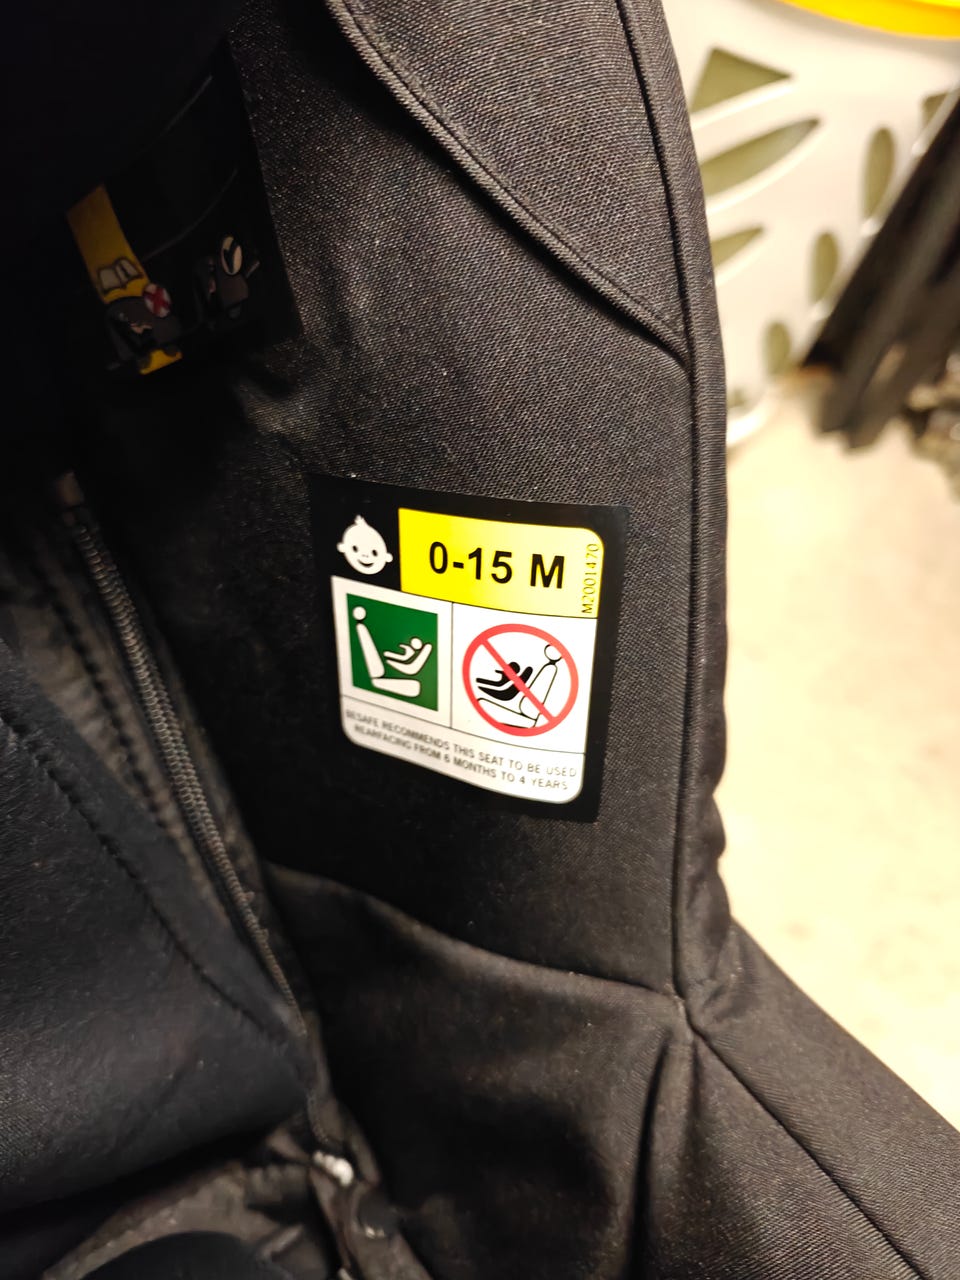 0-15 M
M2001470
BESAFE RECOMMENDS THIS SEAT TO BE USED
REARFACING FROM 6 MONTHS TO 4 YEARS